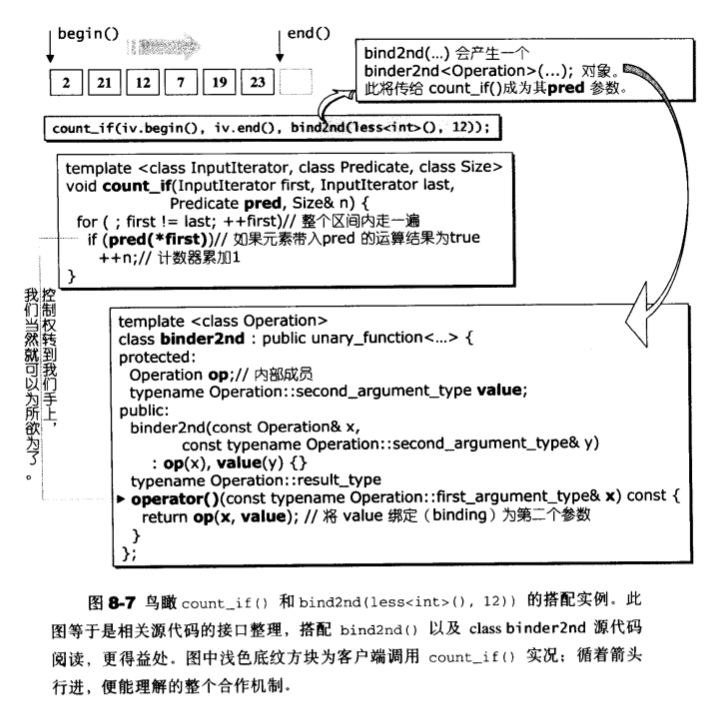 begin()
end()
2 21 12 7 19 23
bind2nd(...) 会产生一个
binder2nd<Operation>(...); 对象。
此将传给 count_if()成为其pred 参数。
count_if(iv.begin(), iv.end(), bind2nd(less<int>(), 12));
template <class InputIterator, class Predicate, class Size>
void count_if(InputIterator first, InputIterator last,
Predicate pred, Size& n) {
for ( ; first != last; ++first)// 整个区间内走一遍
if (pred(*first))// 如果元素带入pred 的运算结果为true
++n;// 计数器累加1
}
控制权转到我们手上，
我们当然就可以为所欲为了。
template <class Operation>
class binder2nd : public unary_function<...> {
protected:
Operation op;// 内部成员
typename Operation::second_argument_type value;
public:
binder2nd(const Operation& x,
const typename Operation::second_argument_type& y)
: op(x), value(y) {}
typename Operation::result_type
operator()(const typename Operation::first_argument_type& x) const {
return op(x, value); // 将 value 绑定（binding）为第二个参数
}
};
图 8-7 鸟瞰 count_if() 和 bind2nd(less<int>(), 12)) 的搭配实例。此
图等于是相关源代码的接口整理，搭配 bind2nd() 以及 class binder2nd 源代码
阅读，更得益处。图中浅色底纹方块为客户端调用 count_if() 实况；循着箭头
行进，便能理解的整个合作机制。